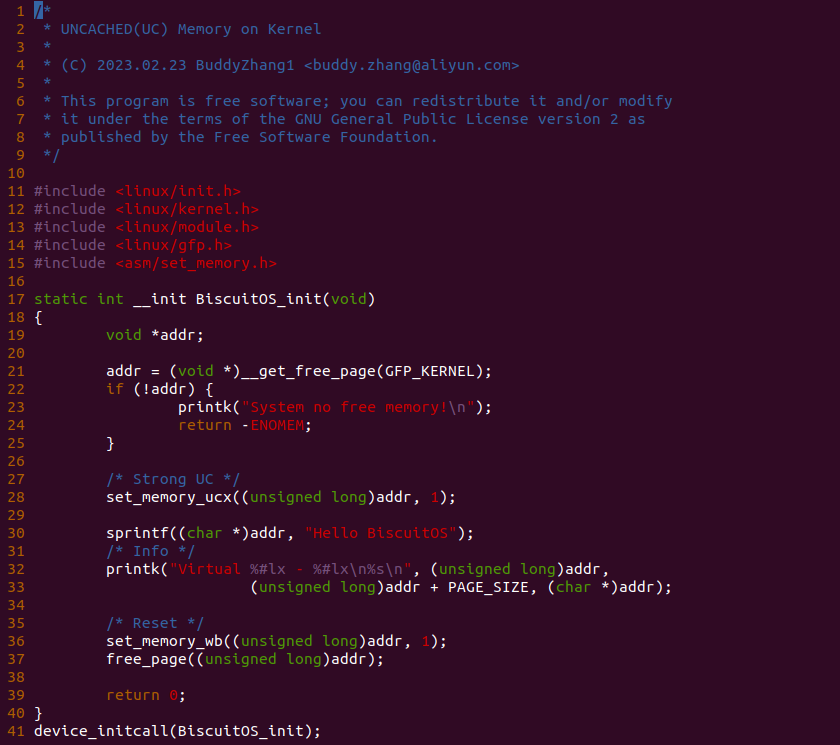 1 /*
2  * UNCACHED(UC) Memory on Kernel
3  *
4  * (C) 2023.02.23 BuddyZhang1 <buddy.zhang@aliyun.com>
5  *
6  * This program is free software; you can redistribute it and/or modify
7  * it under the terms of the GNU General Public License version 2 as
8  * published by the Free Software Foundation.
9  */
10
11 #include <linux/init.h>
12 #include <linux/kernel.h>
13 #include <linux/module.h>
14 #include <linux/gfp.h>
15 #include <asm/set_memory.h>
16
17 static int __init BiscuitOS_init(void)
18 {
19         void *addr;
20
21         addr = (void *)__get_free_page(GFP_KERNEL);
22         if (!addr) {
23                 printk("System no free memory!\n");
24                 return -ENOMEM;
25         }
26
27         /* Strong UC */
28         set_memory_ucx((unsigned long)addr, 1);
29
30         sprintf((char *)addr, "Hello BiscuitOS");
31         /* Info */
32         printk("Virtual %#lx - %#lx\n%s\n", (unsigned long)addr,
33                         (unsigned long)addr + PAGE_SIZE, (char *)addr);
34
35         /* Reset */
36         set_memory_wb((unsigned long)addr, 1);
37         free_page((unsigned long)addr);
38
39         return 0;
40 }
41 device_initcall(BiscuitOS_init);